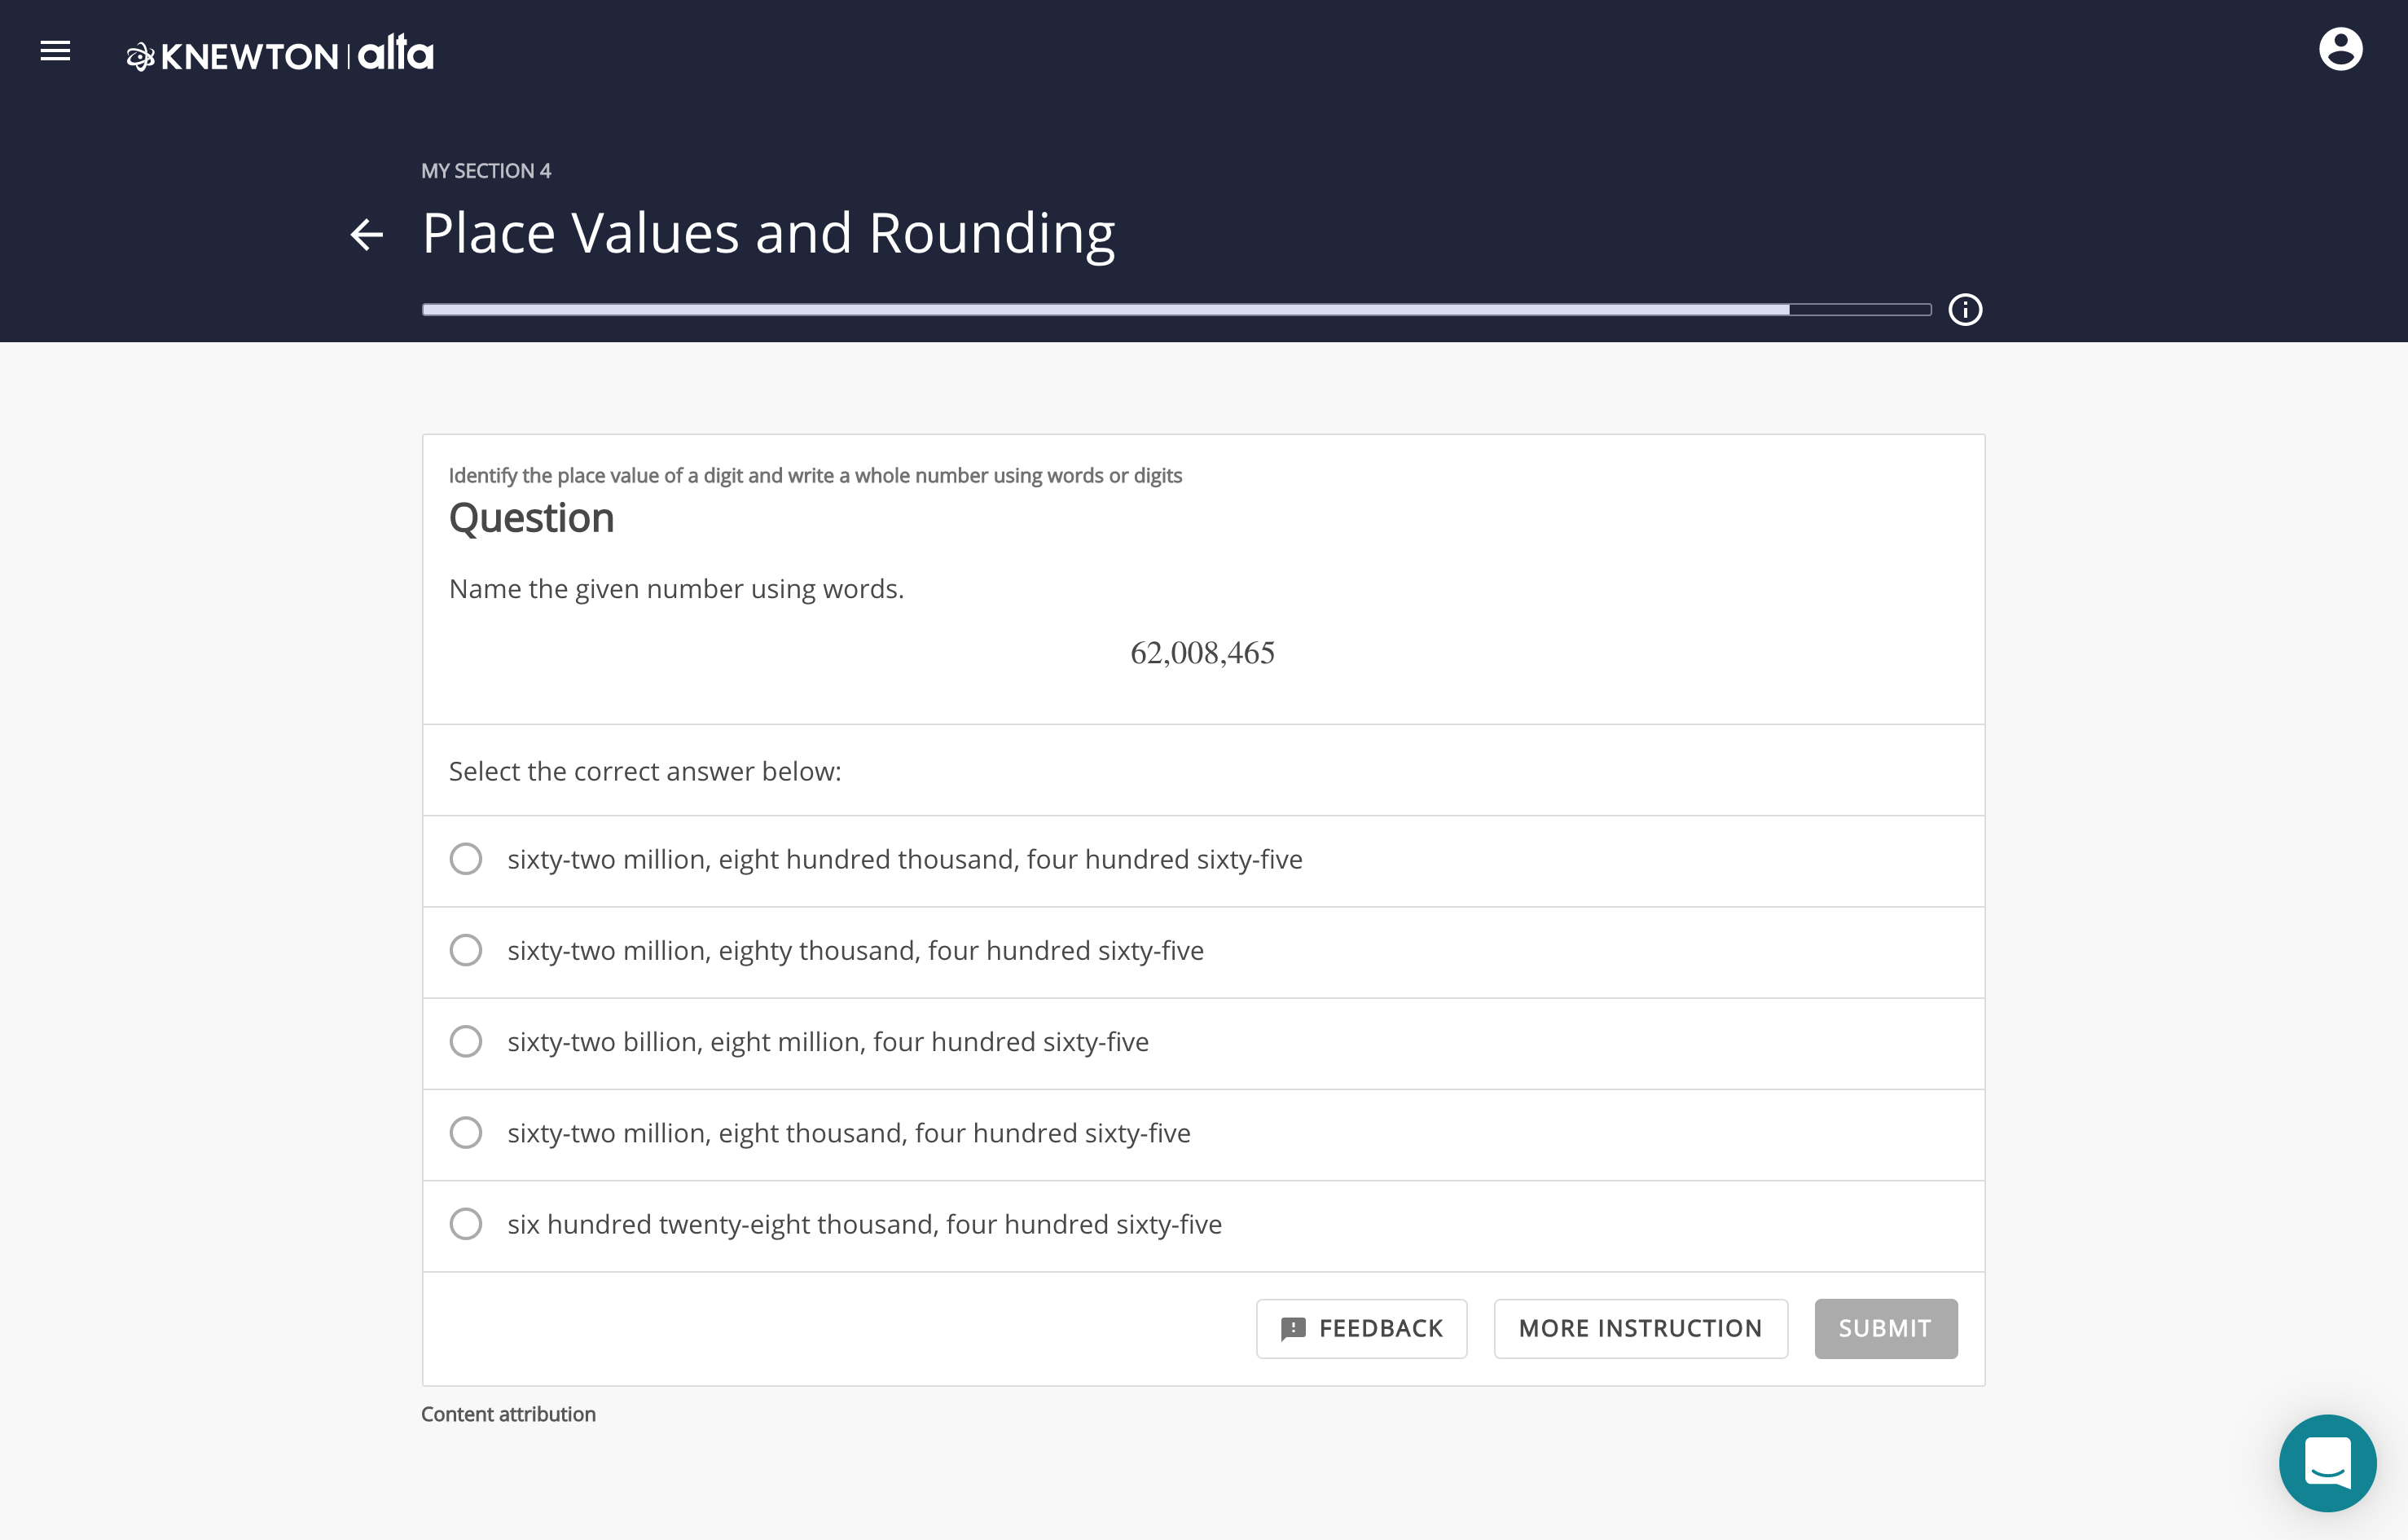 KNEWTON | alta
MY SECTION 4
Place Values and Rounding
Identify the place value of a digit and write a whole number using words or digits
Question
Name the given number using words.
62,008,465
Select the correct answer below:
sixty-two million, eight hundred thousand, four hundred sixty-five
sixty-two million, eighty thousand, four hundred sixty-five
sixty-two billion, eight million, four hundred sixty-five
sixty-two million, eight thousand, four hundred sixty-five
six hundred twenty-eight thousand, four hundred sixty-five
FEEDBACK
MORE INSTRUCTION
SUBMIT
Content attribution